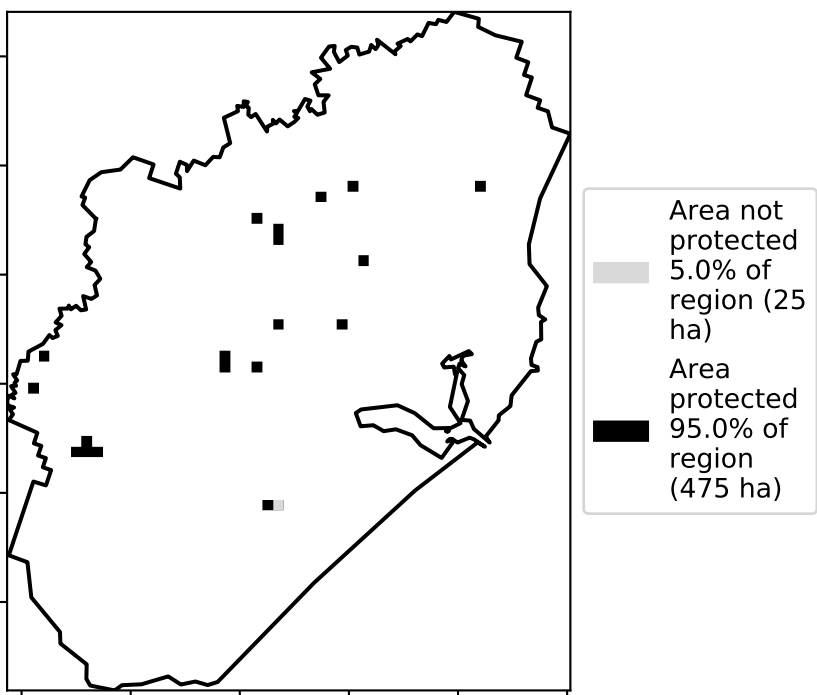 Area not
protected
5.0% of
region (25
ha)
Area
protected
95.0% of
region
(475 ha)